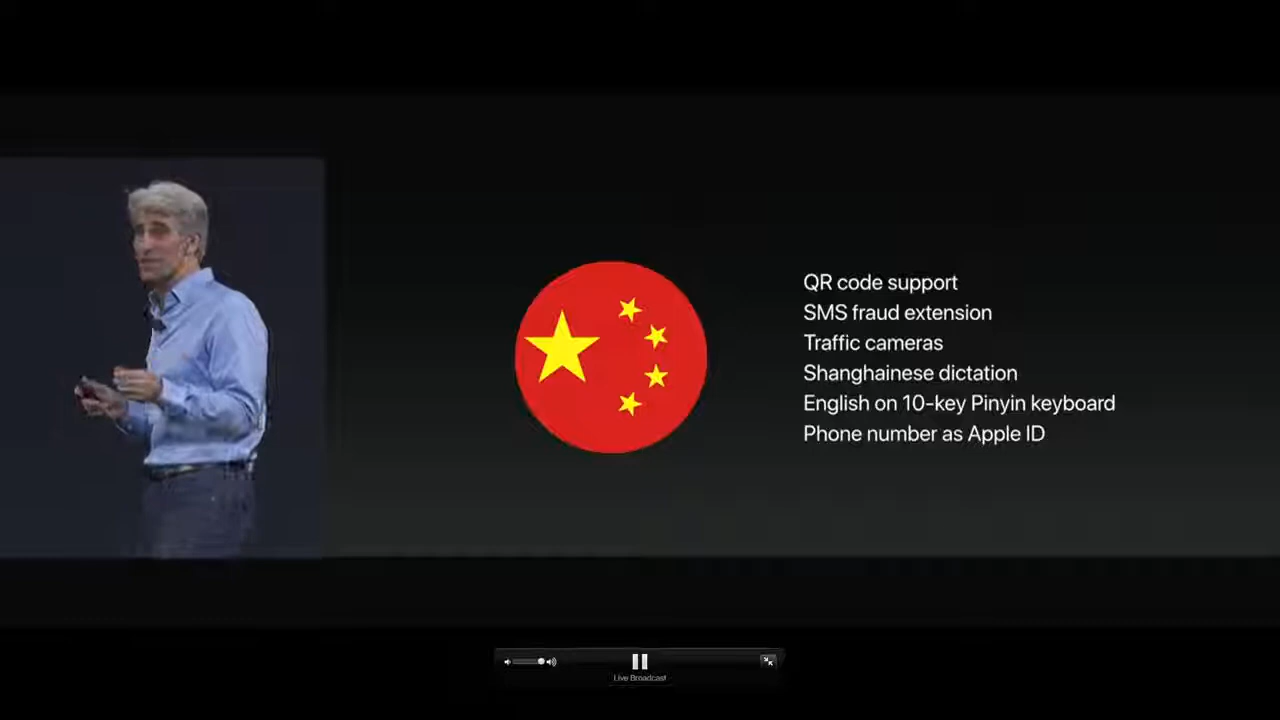 QR code support
SMS fraud extension
Traffic cameras
Shanghainese dictation
English on 10-key Pinyin keyboard
Phone number as Apple ID
Live Broadcast